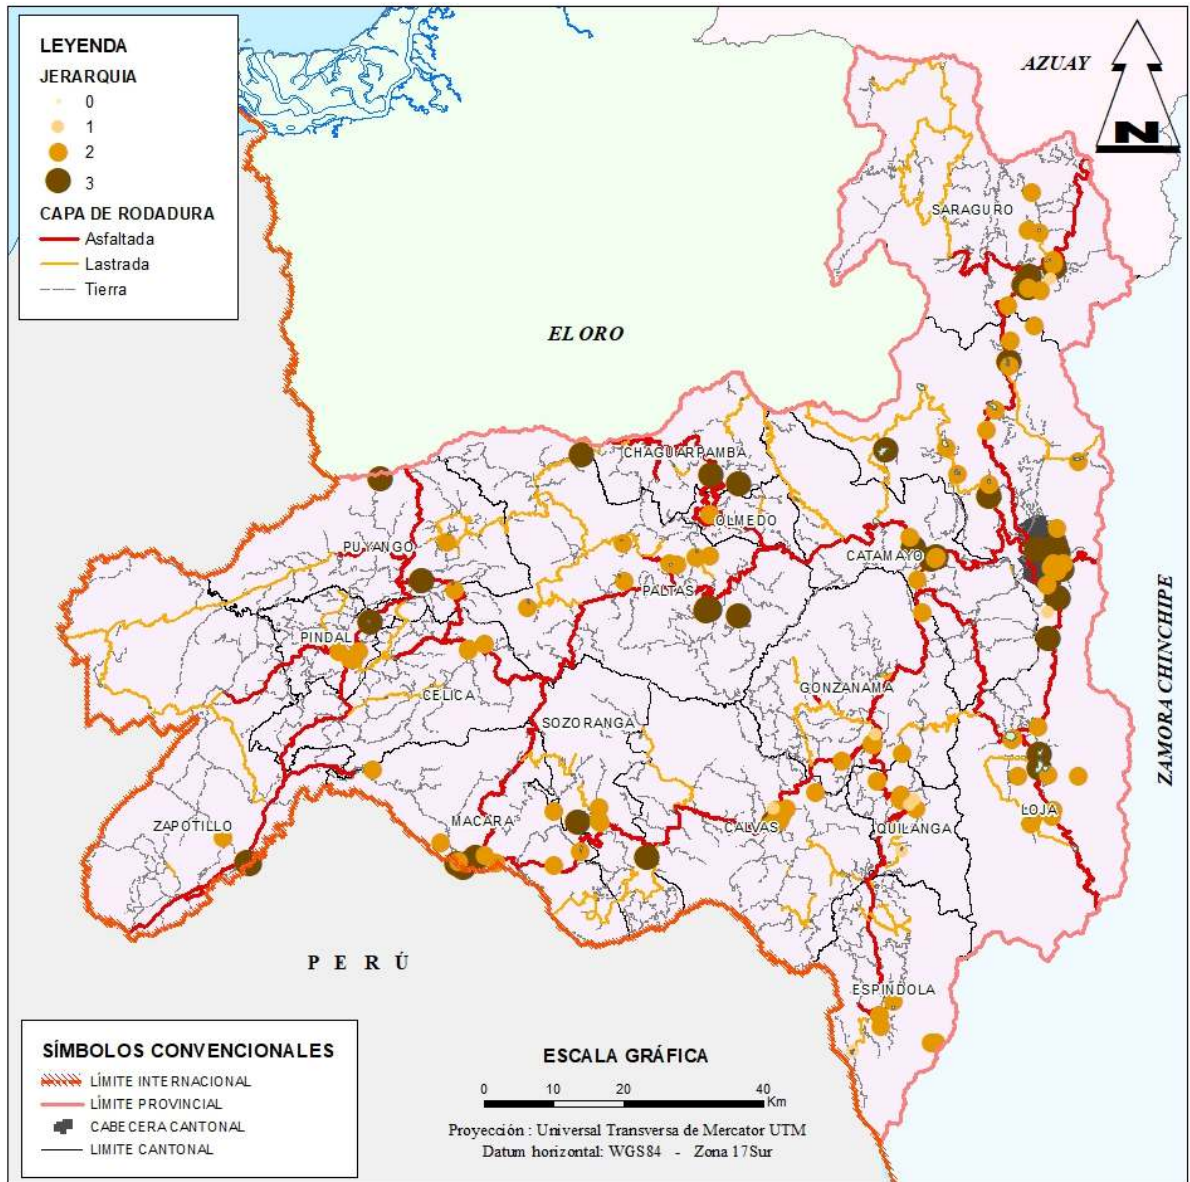 LEYENDA
JERARQUIA
0
1
2
3
CAPA DE RODADURA
Asfaltada
Lastrada
Tierra
AZUAY
N
SARAGURO
EL ORO
CHAGUARPAMBA
OLMEDO
PUYANGO
CATAMAYO
PALTAS
PINDAL
CELICA
GONZANAMA
SOZORANGA
ZAMORA CHINCHIPE
ZAPOTILLO
MACARA
CALVAS
QUILANGA
LOJA
PERÚ
ESPINDOLA
SÍMBOLOS CONVENCIONALES
LÍMITE INTERNACIONAL
LÍMITE PROVINCIAL
CABECERA CANTONAL
LIMITE CANTONAL
ESCALA GRÁFICA
0 10 20 40
Km
Proyección : Universal Transversa de Mercator UTM
Datum horizontal: WGS84 - Zona 17Sur